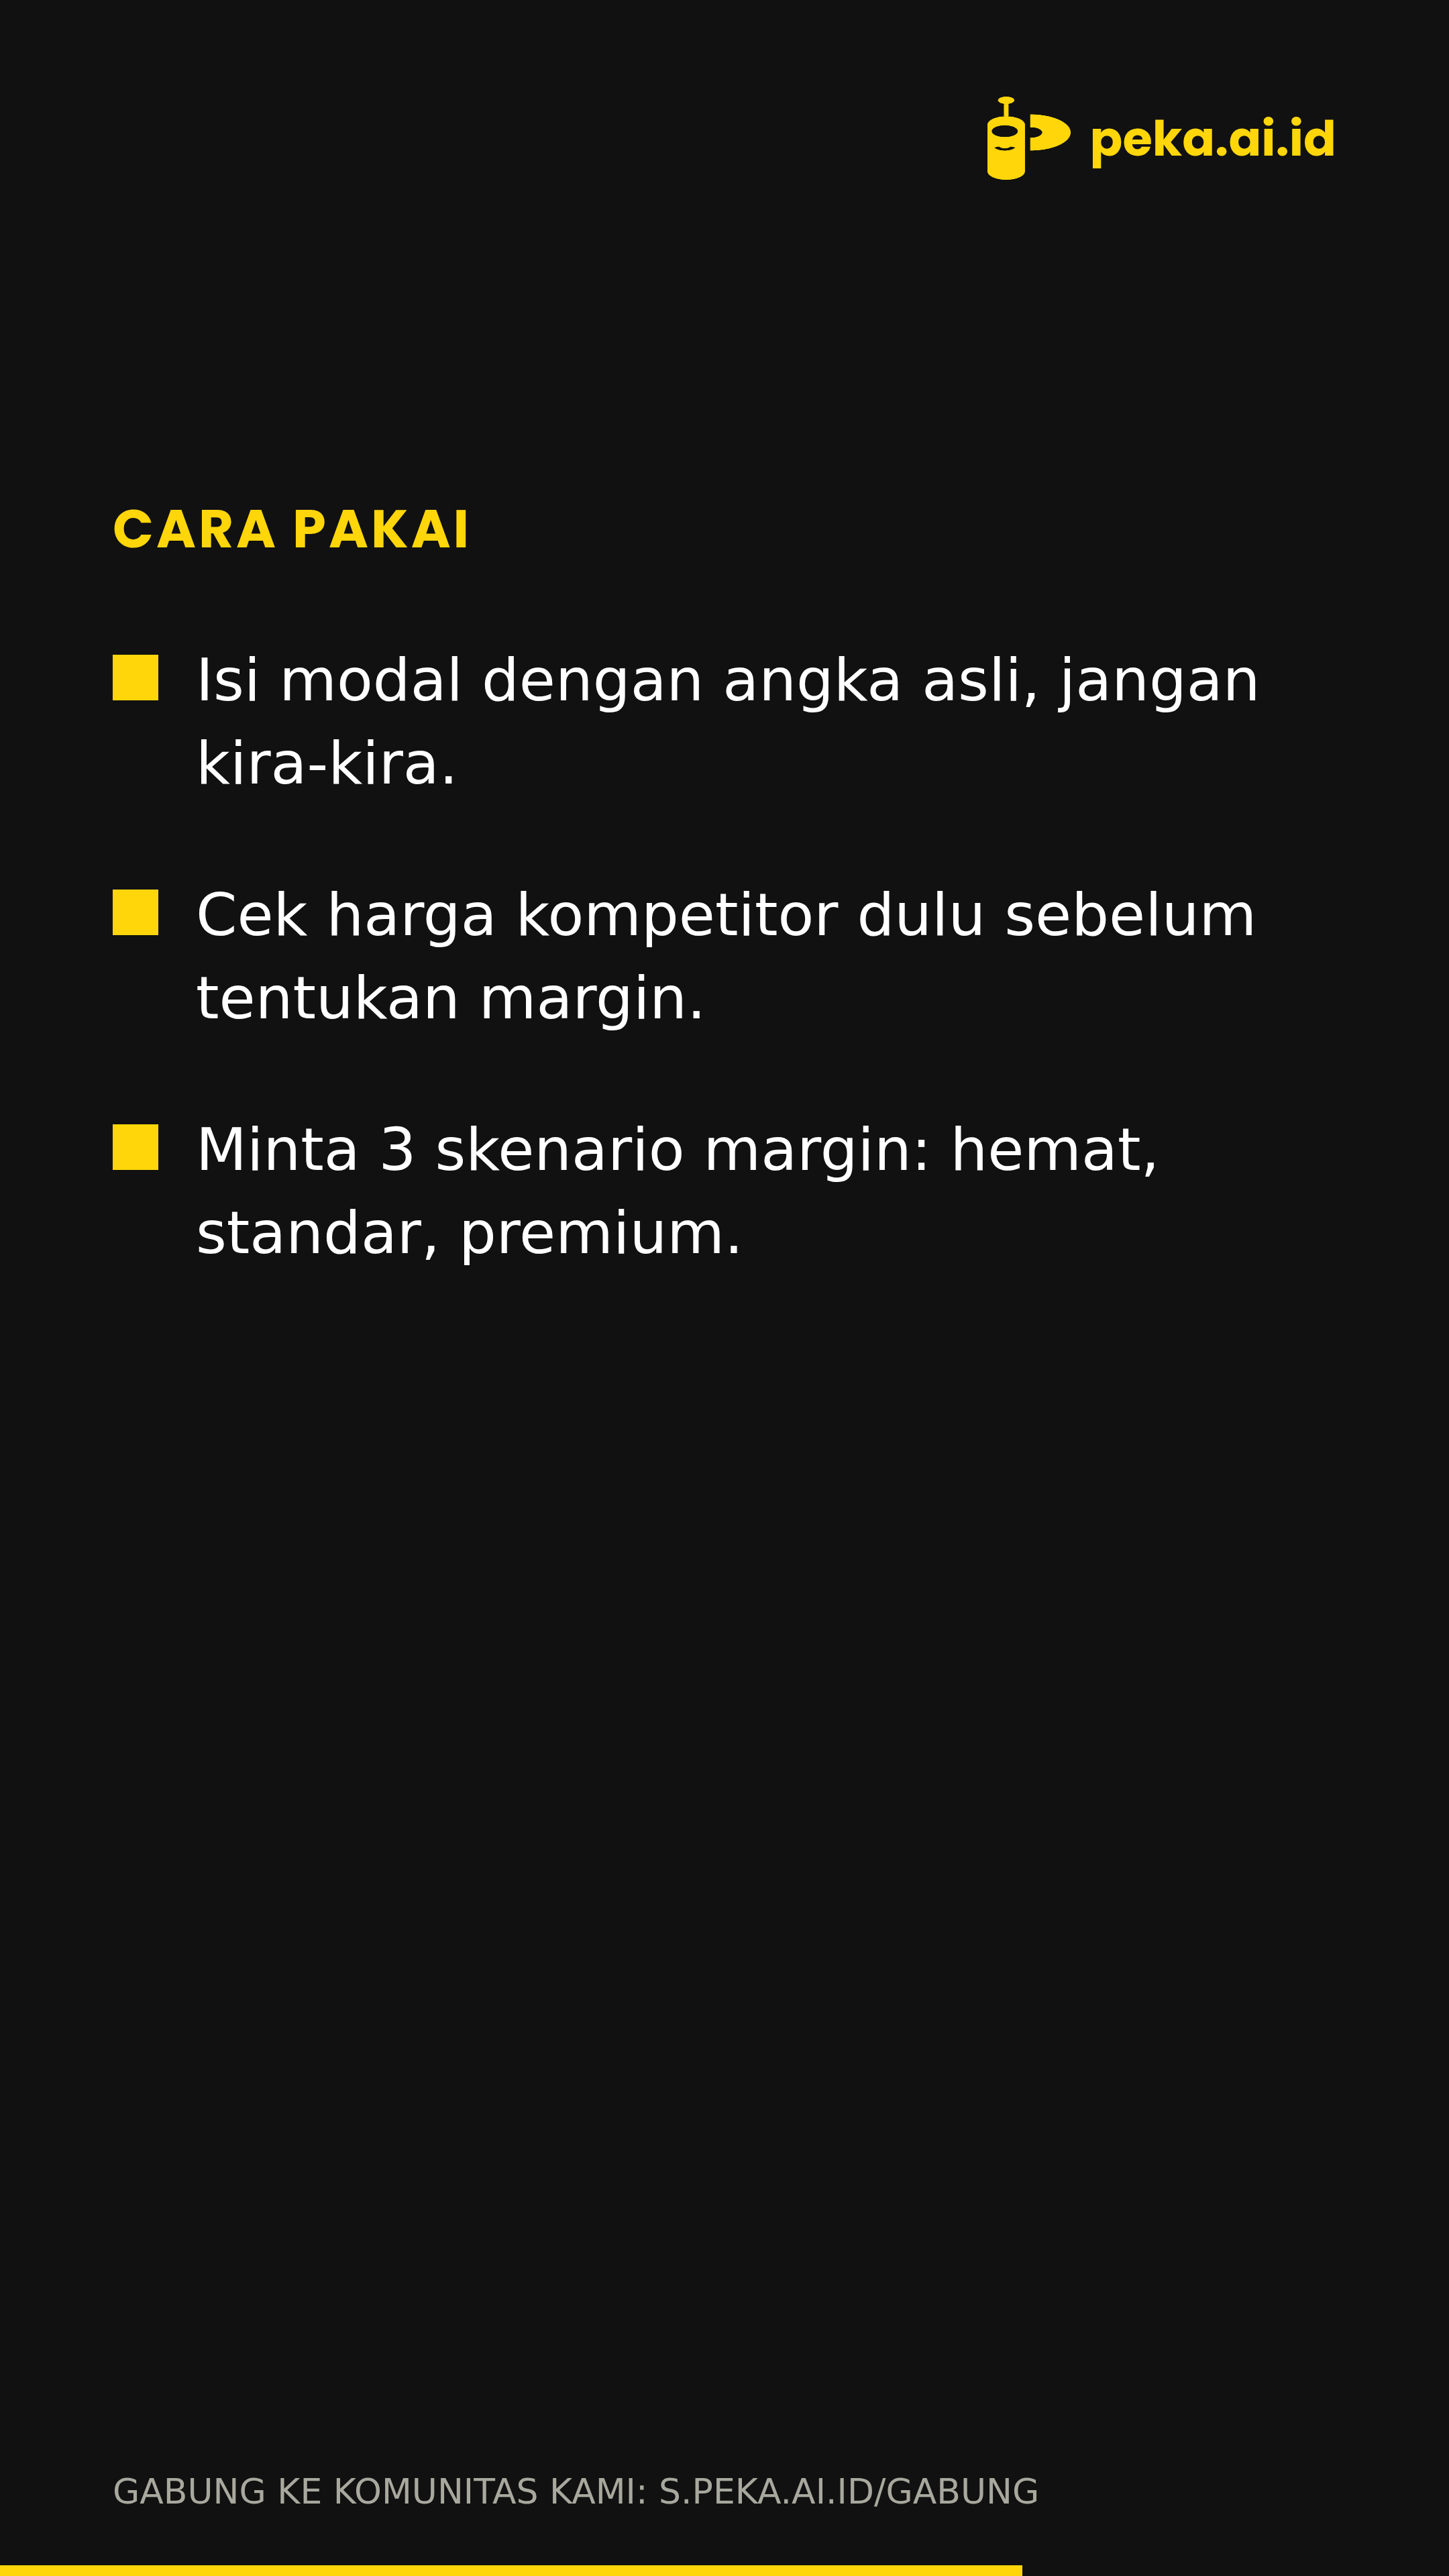 peka.ai.id
CARA PAKAI
Isi modal dengan angka asli, jangan
kira-kira.
Cek harga kompetitor dulu sebelum
tentukan margin.
Minta 3 skenario margin: hemat,
standar, premium.
GABUNG KE KOMUNITAS KAMI: S.PEKA.AI.ID/GABUNG